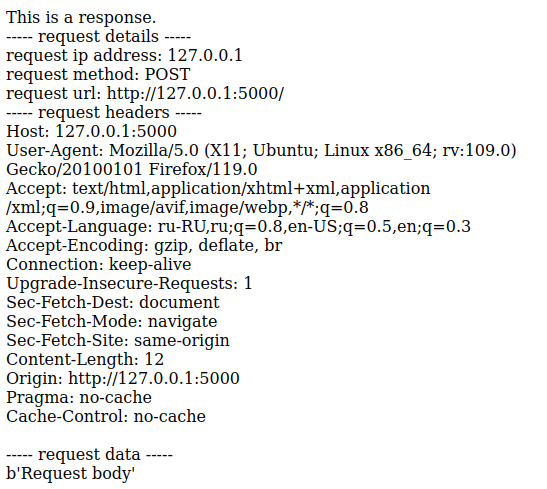 This is a response.
----- request details -----
request ip address: 127.0.0.1
request method: POST
request url: http://127.0.0.1:5000/
----- request headers -----
Host: 127.0.0.1:5000
User-Agent: Mozilla/5.0 (X11; Ubuntu; Linux x86_64; rv:109.0)
Gecko/20100101 Firefox/119.0
Accept: text/html,application/xhtml+xml,application
/xml;q=0.9,image/avif,image/webp,*/*;q=0.8
Accept-Language: ru-RU,ru;q=0.8,en-US;q=0.5,en;q=0.3
Accept-Encoding: gzip, deflate, br
Connection: keep-alive
Upgrade-Insecure-Requests: 1
Sec-Fetch-Dest: document
Sec-Fetch-Mode: navigate
Sec-Fetch-Site: same-origin
Content-Length: 12
Origin: http://127.0.0.1:5000
Pragma: no-cache
Cache-Control: no-cache

----- request data -----
b'Request body'